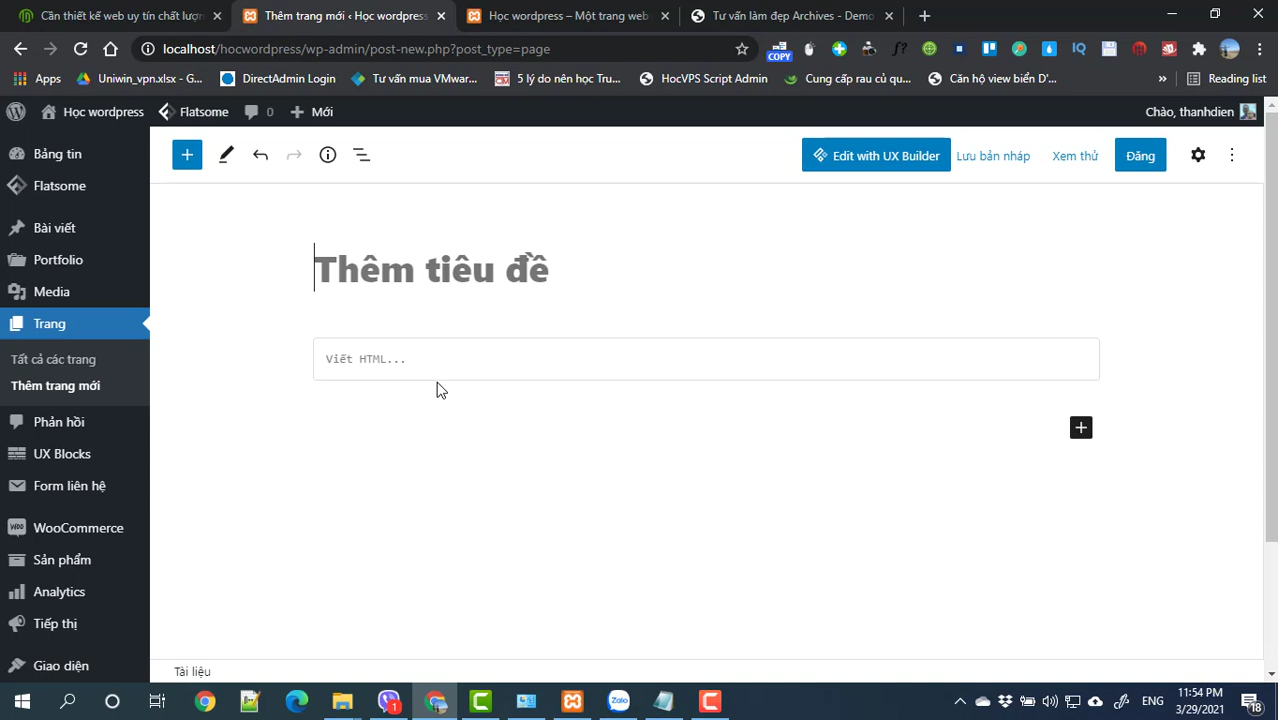 Cần thiết kế web uy tín chất lượn
Thêm trang mới ‹ Học wordpress
Học wordpress – Một trang web
Tư vấn làm đẹp Archives - Demo
localhost/hocwordpress/wp-admin/post-new.php?post_type=page
COPY
f?
IQ
Apps
Uniwin_vpn.xlsx - G...
DirectAdmin Login
Tư vấn mua VMwar...
5 lý do nên học Tru...
HocVPS Script Admin
Cung cấp rau củ qu...
Căn hộ view biển D'...
»
Reading list
Học wordpress
Flatsome
0
Mới
Chào, thanhdien
Bảng tin
Flatsome
Bài viết
Portfolio
Media
Trang
Tất cả các trang
Thêm trang mới
Phản hồi
UX Blocks
Form liên hệ
WooCommerce
Sản phẩm
Analytics
Tiếp thị
Giao diện
Edit with UX Builder
Lưu bản nháp
Xem thử
Đăng
Thêm tiêu đề
Viết HTML...
Tài liệu
1
Zalo
ENG
11:54 PM
3/29/2021
18